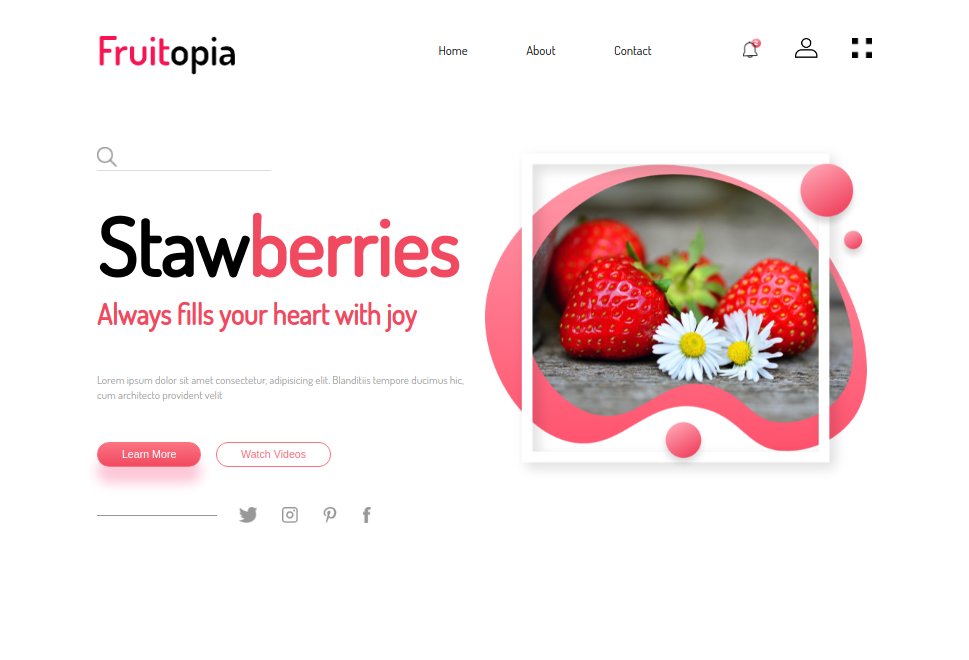 Fruitopia
Home About Contact
2
Stawberries
Always fills your heart with joy
Lorem ipsum dolor sit amet consectetur, adipisicing elit. Blanditiis tempore ducimus hic,
cum architecto provident velit
Learn More Watch Videos